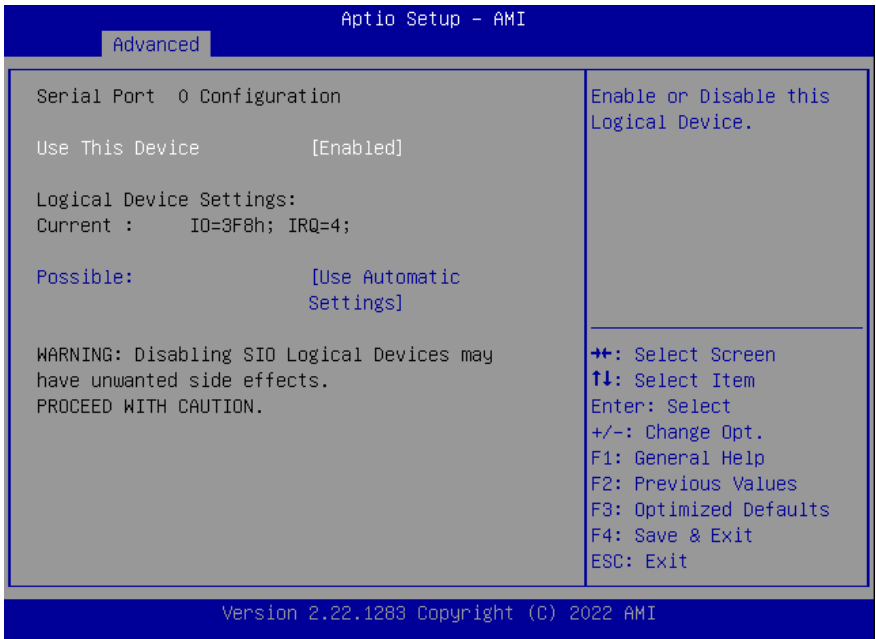 Aptio Setup – AMI
Advanced
Serial Port 0 Configuration
Use This Device [Enabled]
Logical Device Settings:
Current : IO=3F8h; IRQ=4;
Possible: [Use Automatic
Settings]
WARNING: Disabling SIO Logical Devices may
have unwanted side effects.
PROCEED WITH CAUTION.
Enable or Disable this
Logical Device.
→←: Select Screen
↑↓: Select Item
Enter: Select
+/-: Change Opt.
F1: General Help
F2: Previous Values
F3: Optimized Defaults
F4: Save & Exit
ESC: Exit
Version 2.22.1283 Copyright (C) 2022 AMI